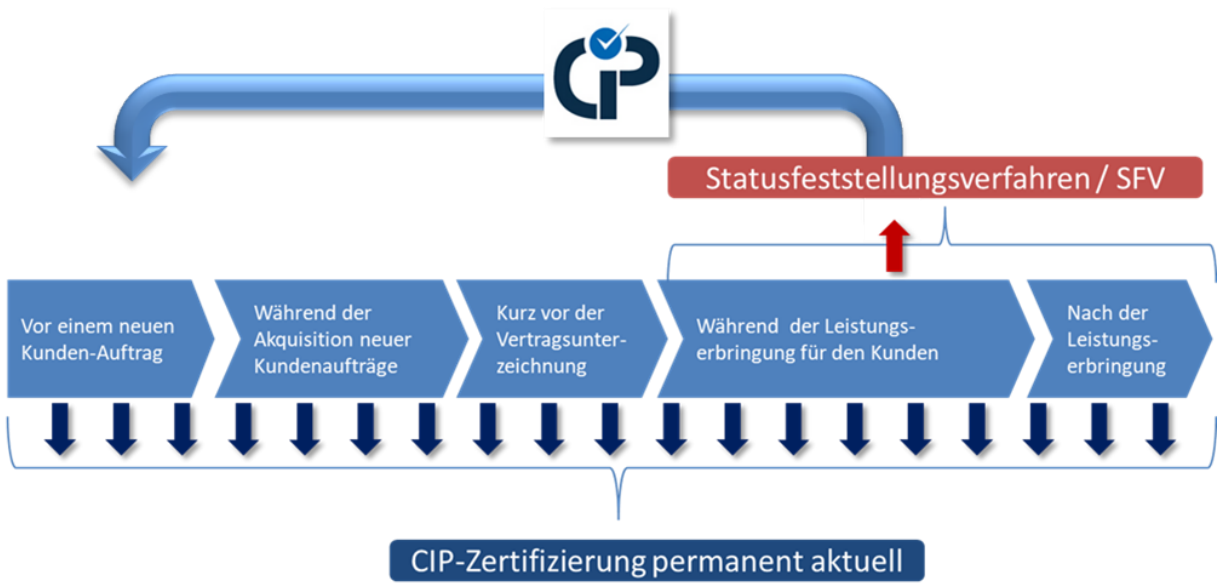 CIP
Statusfeststellungsverfahren / SFV
Vor einem neuen
Kunden-Auftrag
Während der
Akquisition neuer
Kundenaufträge
Kurz vor der
Vertragsunter-
zeichnung
Während der Leistungs-
erbringung für den Kunden
Nach der
Leistungs-
erbringung
CIP-Zertifizierung permanent aktuell